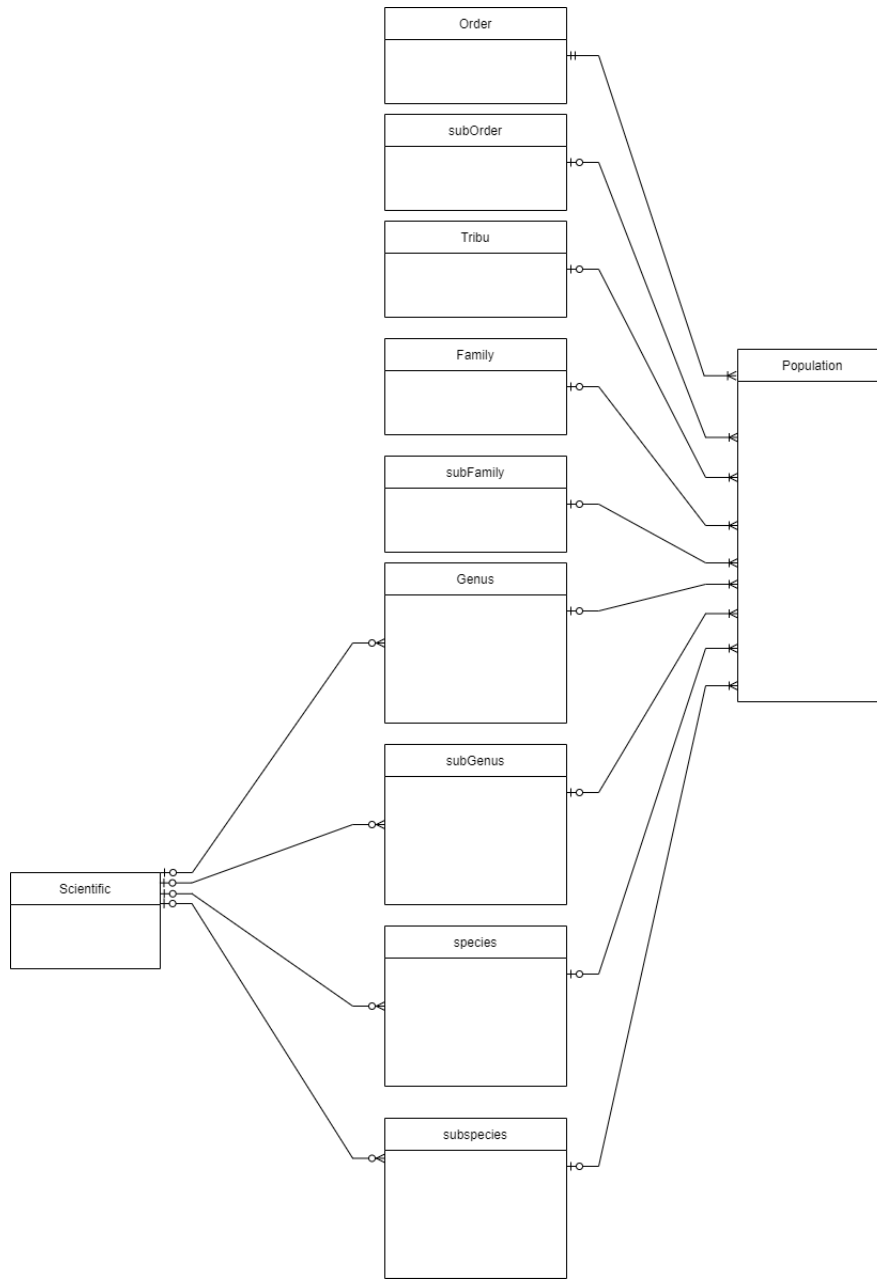 Order
subOrder
Tribu
Family
Population
subFamily
Genus
subGenus
Scientific
species
subspecies